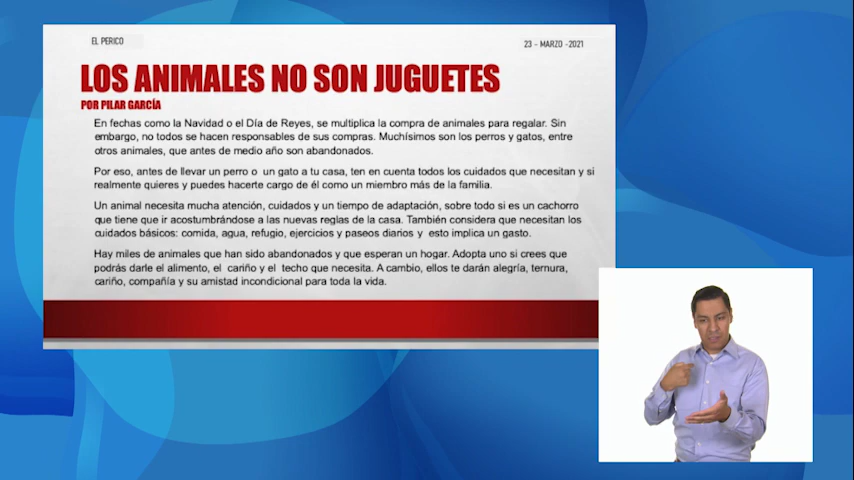 EL PERICO
23 - MARZO -2021
LOS ANIMALES NO SON JUGUETES
POR PILAR GARCÍA
En fechas como la Navidad o el Día de Reyes, se multiplica la compra de animales para regalar. Sin
embargo, no todos se hacen responsables de sus compras. Muchísimos son los perros y gatos, entre
otros animales, que antes de medio año son abandonados.
Por eso, antes de llevar un perro o un gato a tu casa, ten en cuenta todos los cuidados que necesitan y si
realmente quieres y puedes hacerte cargo de él como un miembro más de la familia.
Un animal necesita mucha atención, cuidados y un tiempo de adaptación, sobre todo si es un cachorro
que tiene que ir acostumbrándose a las nuevas reglas de la casa. También considera que necesitan los
cuidados básicos: comida, agua, refugio, ejercicios y paseos diarios y esto implica un gasto.
Hay miles de animales que han sido abandonados y que esperan un hogar. Adopta uno si crees que
podrás darle el alimento, el cariño y el techo que necesita. A cambio, ellos te darán alegría, ternura,
cariño, compañía y su amistad incondicional para toda la vida.